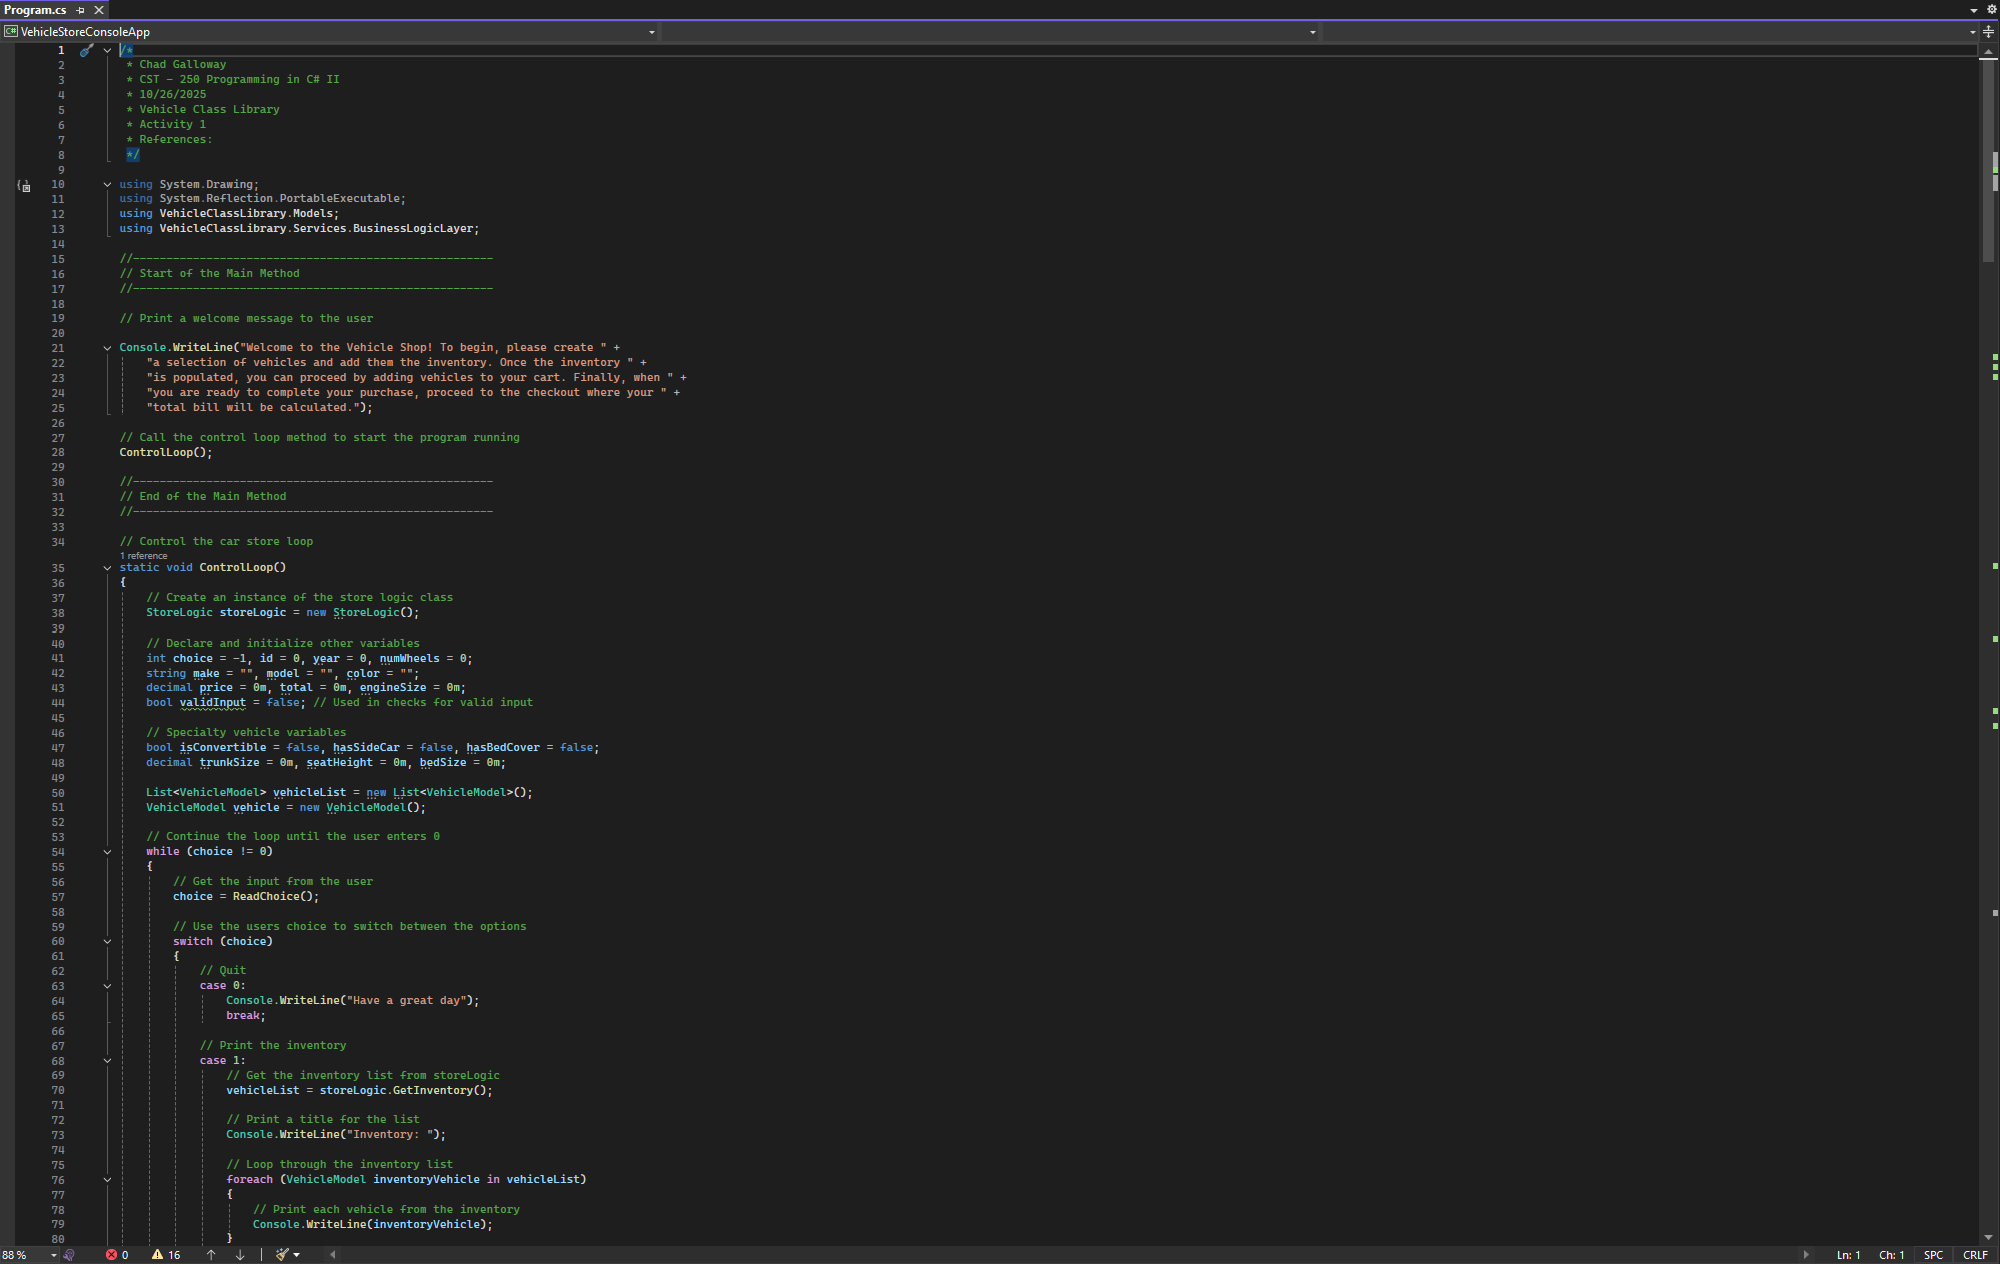 Program.cs
VehicleStoreConsoleApp
1 /*
2  * Chad Galloway
3  * CST - 250 Programming in C# II
4  * 10/26/2025
5  * Vehicle Class Library
6  * Activity 1
7  * References:
8  */
9
10 using System.Drawing;
11 using System.Reflection.PortableExecutable;
12 using VehicleClassLibrary.Models;
13 using VehicleClassLibrary.Services.BusinessLogicLayer;
14
15 //------------------------------------------------------
16 // Start of the Main Method
17 //------------------------------------------------------
18
19 // Print a welcome message to the user
20
21 Console.WriteLine("Welcome to the Vehicle Shop! To begin, please create " +
22     "a selection of vehicles and add them the inventory. Once the inventory " +
23     "is populated, you can proceed by adding vehicles to your cart. Finally, when " +
24     "you are ready to complete your purchase, proceed to the checkout where your " +
25     "total bill will be calculated.");
26
27 // Call the control loop method to start the program running
28 ControlLoop();
29
30 //------------------------------------------------------
31 // End of the Main Method
32 //------------------------------------------------------
33
34 // Control the car store loop
1 reference
35 static void ControlLoop()
36 {
37     // Create an instance of the store logic class
38     StoreLogic storeLogic = new StoreLogic();
39
40     // Declare and initialize other variables
41     int choice = -1, id = 0, year = 0, numWheels = 0;
42     string make = "", model = "", color = "";
43     decimal price = 0m, total = 0m, engineSize = 0m;
44     bool validInput = false; // Used in checks for valid input
45
46     // Specialty vehicle variables
47     bool isConvertible = false, hasSideCar = false, hasBedCover = false;
48     decimal trunkSize = 0m, seatHeight = 0m, bedSize = 0m;
49
50     List<VehicleModel> vehicleList = new List<VehicleModel>();
51     VehicleModel vehicle = new VehicleModel();
52
53     // Continue the loop until the user enters 0
54     while (choice != 0)
55     {
56         // Get the input from the user
57         choice = ReadChoice();
58
59         // Use the users choice to switch between the options
60         switch (choice)
61         {
62             // Quit
63             case 0:
64                 Console.WriteLine("Have a great day");
65                 break;
66
67             // Print the inventory
68             case 1:
69                 // Get the inventory list from storeLogic
70                 vehicleList = storeLogic.GetInventory();
71
72                 // Print a title for the list
73                 Console.WriteLine("Inventory: ");
74
75                 // Loop through the inventory list
76                 foreach (VehicleModel inventoryVehicle in vehicleList)
77                 {
78                     // Print each vehicle from the inventory
79                     Console.WriteLine(inventoryVehicle);
80                 }
88 % 0 16 Ln: 1 Ch: 1 SPC CRLF